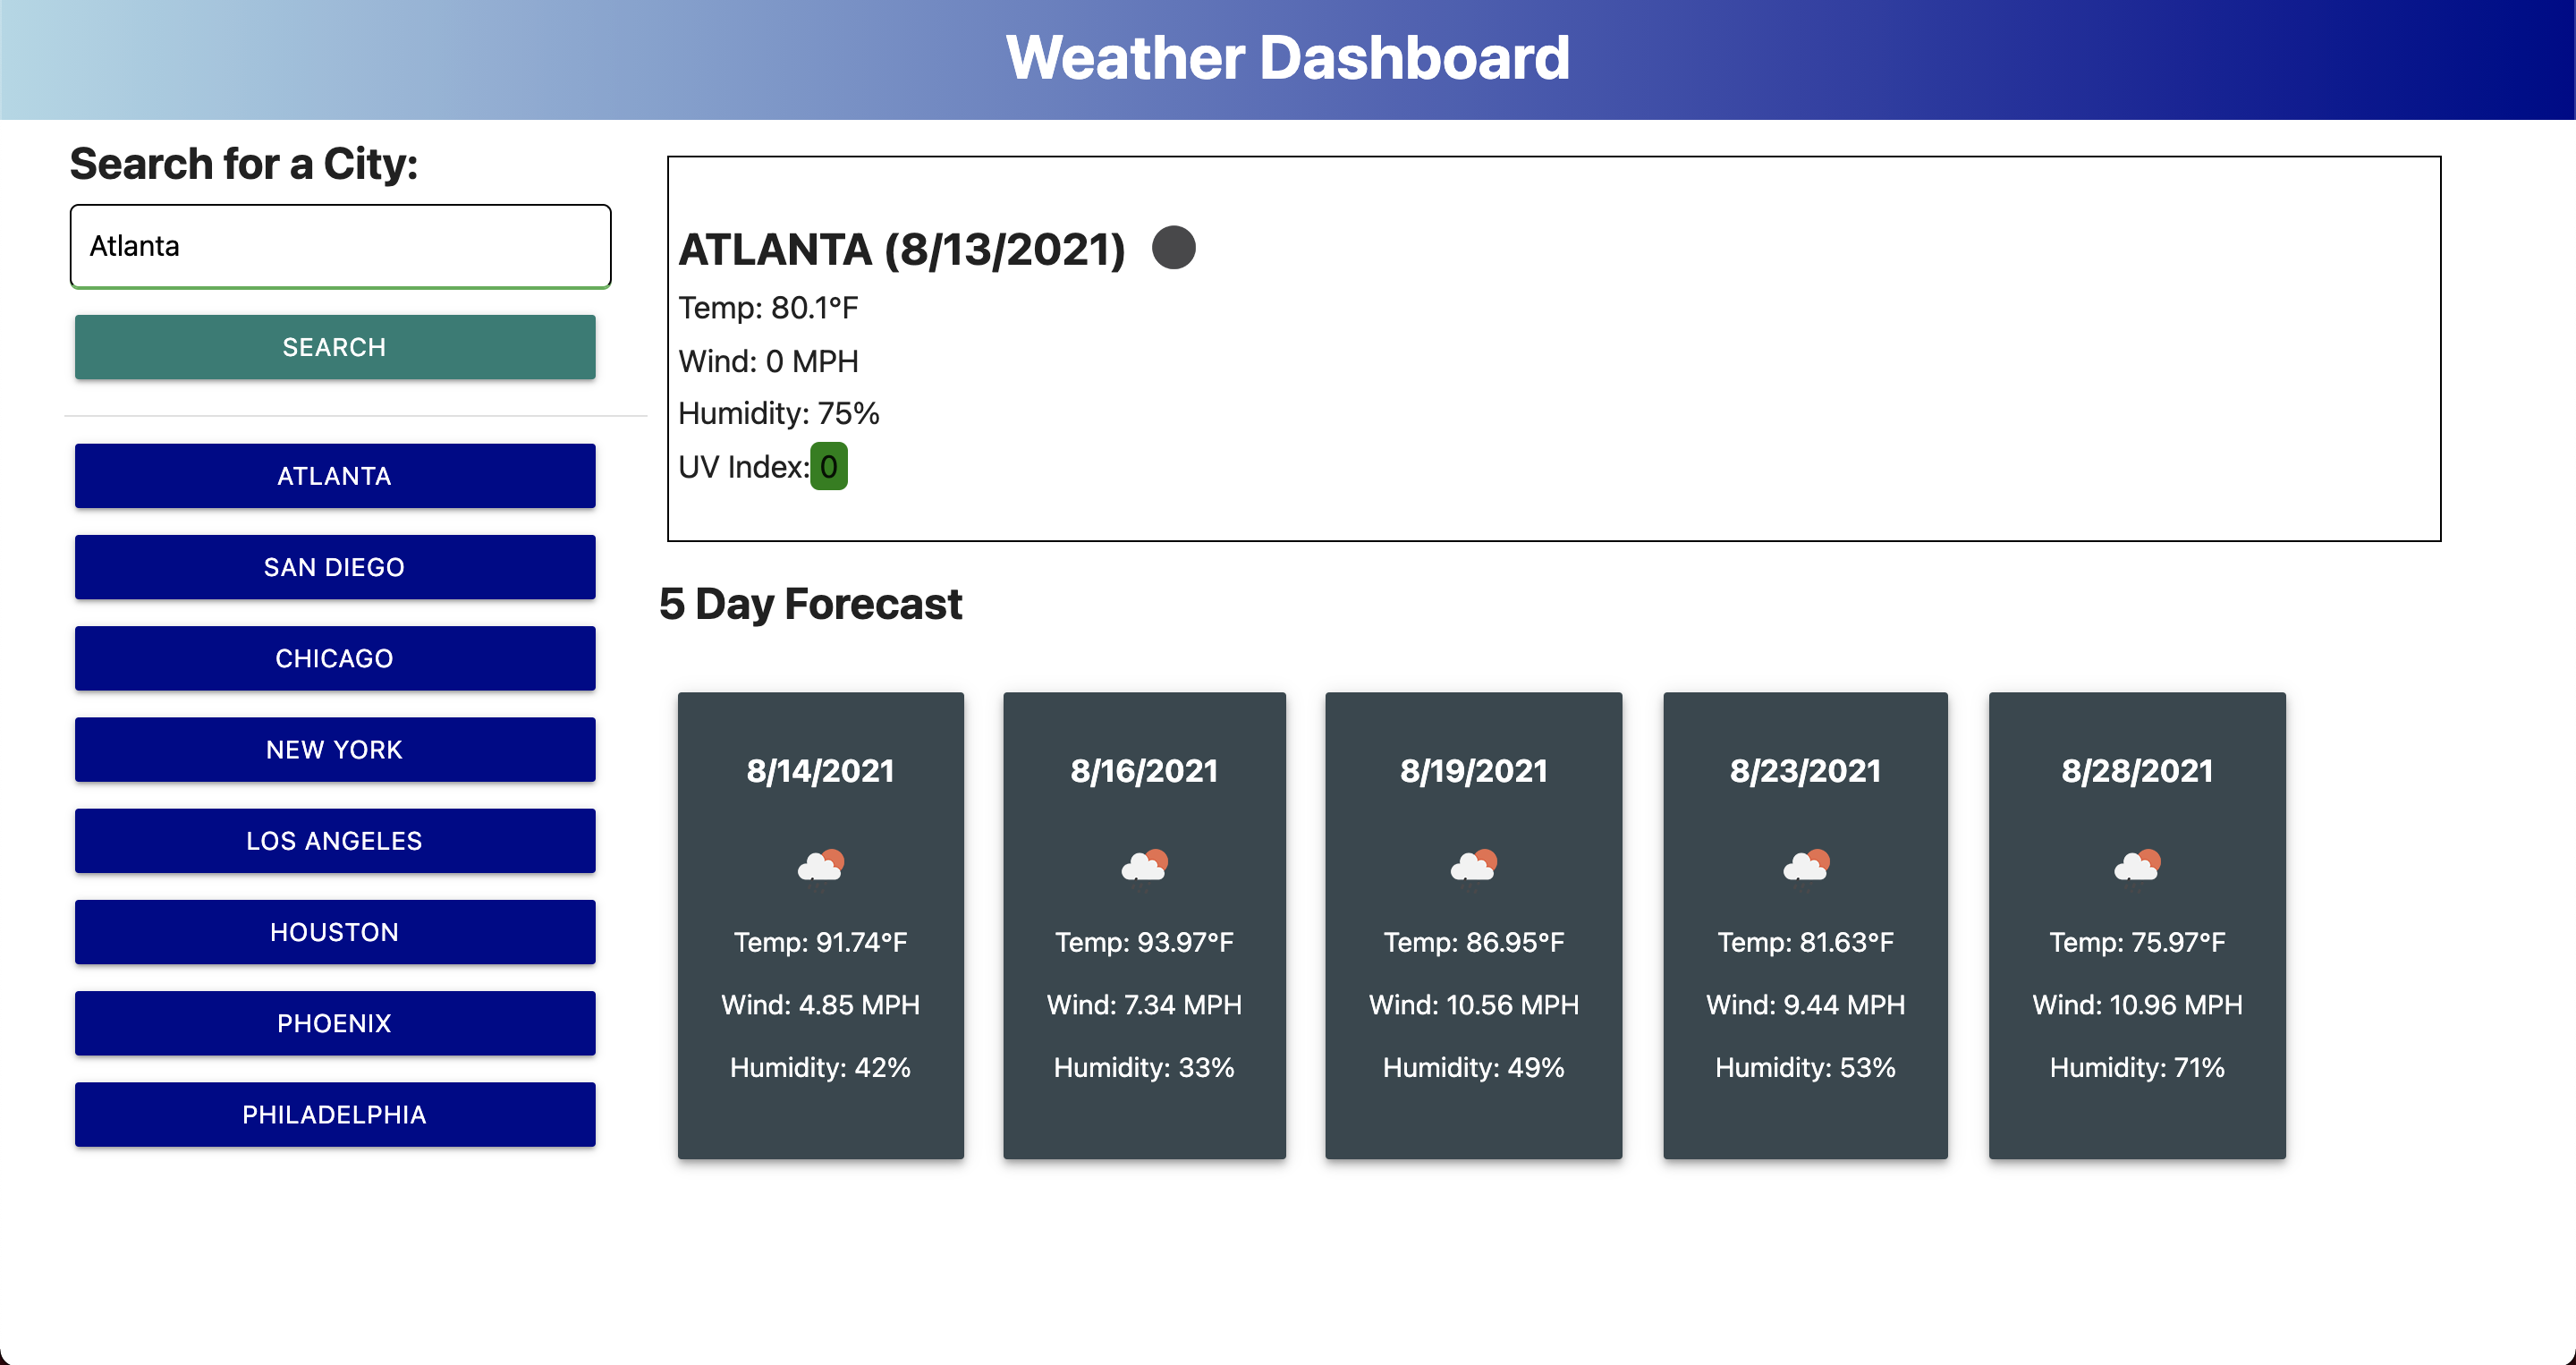 Weather Dashboard
Search for a City:
Atlanta
SEARCH
ATLANTA
SAN DIEGO
CHICAGO
NEW YORK
LOS ANGELES
HOUSTON
PHOENIX
PHILADELPHIA
ATLANTA (8/13/2021)
Temp: 80.1°F
Wind: 0 MPH
Humidity: 75%
UV Index: 0
5 Day Forecast
8/14/2021
Temp: 91.74°F
Wind: 4.85 MPH
Humidity: 42%
8/16/2021
Temp: 93.97°F
Wind: 7.34 MPH
Humidity: 33%
8/19/2021
Temp: 86.95°F
Wind: 10.56 MPH
Humidity: 49%
8/23/2021
Temp: 81.63°F
Wind: 9.44 MPH
Humidity: 53%
8/28/2021
Temp: 75.97°F
Wind: 10.96 MPH
Humidity: 71%